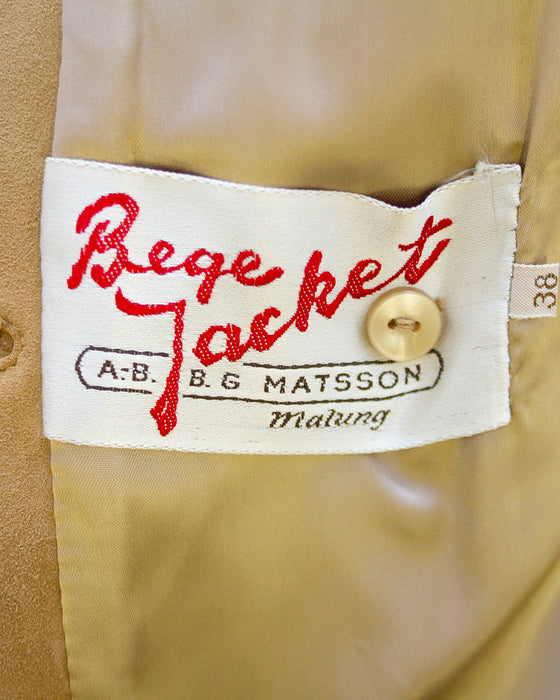 Bege
Jacket
A.-B. B.G MATSSON
Malung
38